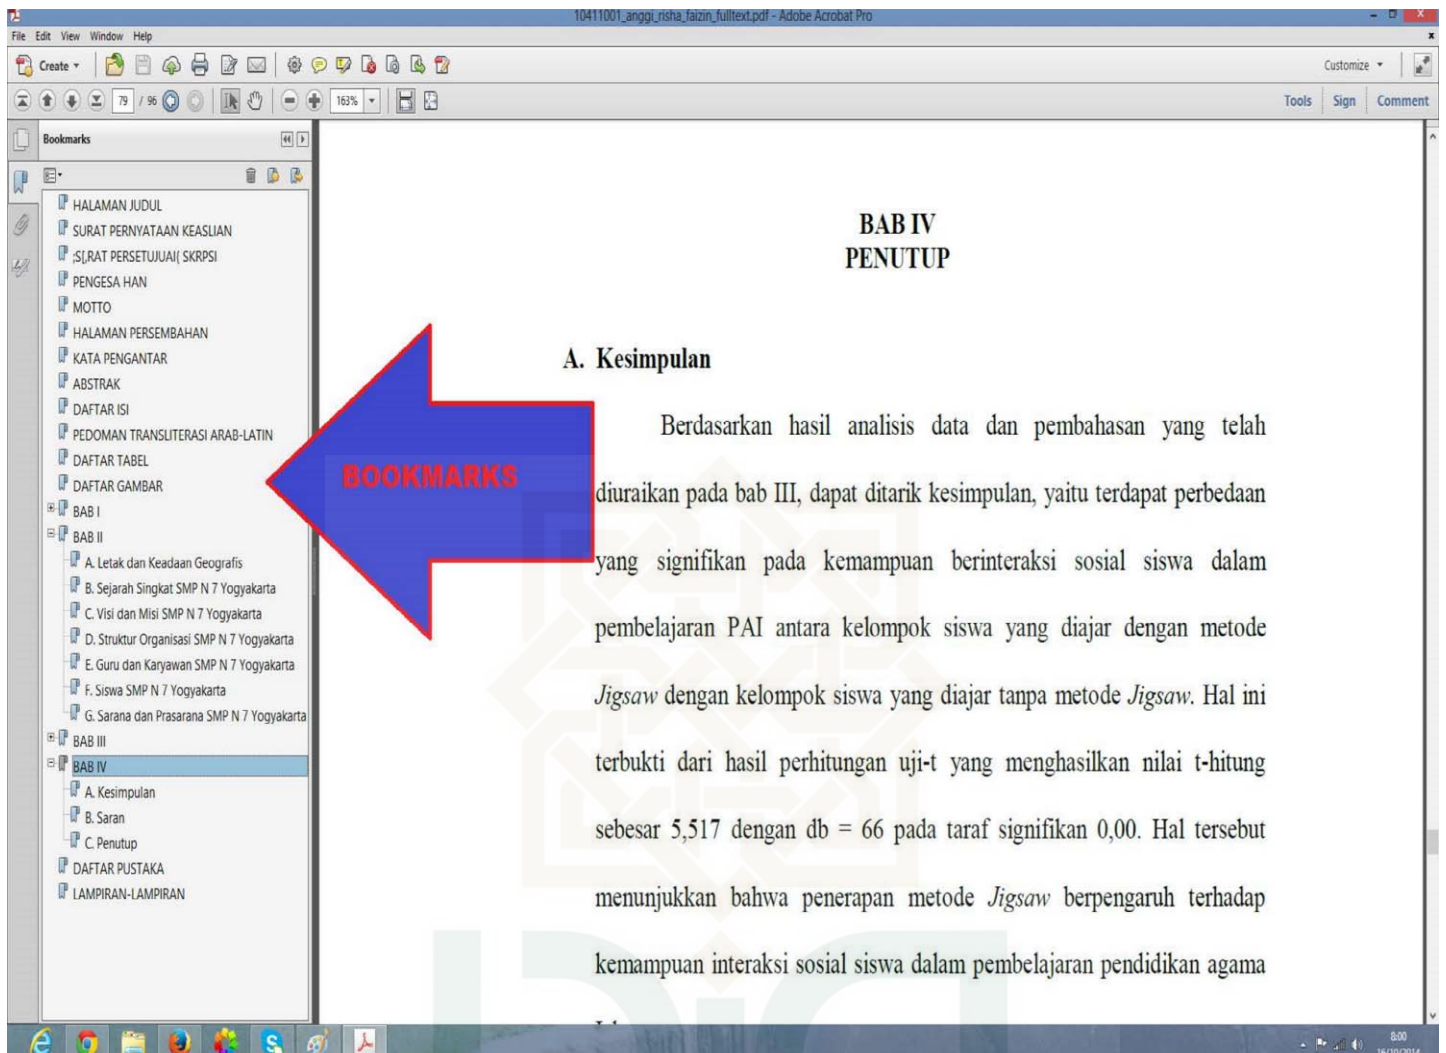 10411001_anggi_risha_faizin_fulltext.pdf - Adobe Acrobat Pro
File Edit View Window Help
Create
Customize
79 / 96
163%
Tools Sign Comment
Bookmarks
HALAMAN JUDUL
SURAT PERNYATAAN KEASLIAN
;S[,RAT PERSETUJUAI( SKRPSI
PENGESA HAN
MOTTO
HALAMAN PERSEMBAHAN
KATA PENGANTAR
ABSTRAK
DAFTAR ISI
PEDOMAN TRANSLITERASI ARAB-LATIN
DAFTAR TABEL
DAFTAR GAMBAR
BAB I
BAB II
A. Letak dan Keadaan Geografis
B. Sejarah Singkat SMP N 7 Yogyakarta
C. Visi dan Misi SMP N 7 Yogyakarta
D. Struktur Organisasi SMP N 7 Yogyakarta
E. Guru dan Karyawan SMP N 7 Yogyakarta
F. Siswa SMP N 7 Yogyakarta
G. Sarana dan Prasarana SMP N 7 Yogyakarta
BAB III
BAB IV
A. Kesimpulan
B. Saran
C. Penutup
DAFTAR PUSTAKA
LAMPIRAN-LAMPIRAN
BOOKMARKS
BAB IV
PENUTUP
A. Kesimpulan
Berdasarkan hasil analisis data dan pembahasan yang telah
diuraikan pada bab III, dapat ditarik kesimpulan, yaitu terdapat perbedaan
yang signifikan pada kemampuan berinteraksi sosial siswa dalam
pembelajaran PAI antara kelompok siswa yang diajar dengan metode
Jigsaw dengan kelompok siswa yang diajar tanpa metode Jigsaw. Hal ini
terbukti dari hasil perhitungan uji-t yang menghasilkan nilai t-hitung
sebesar 5,517 dengan db = 66 pada taraf signifikan 0,00. Hal tersebut
menunjukkan bahwa penerapan metode Jigsaw berpengaruh terhadap
kemampuan interaksi sosial siswa dalam pembelajaran pendidikan agama
8:00
16/10/2014